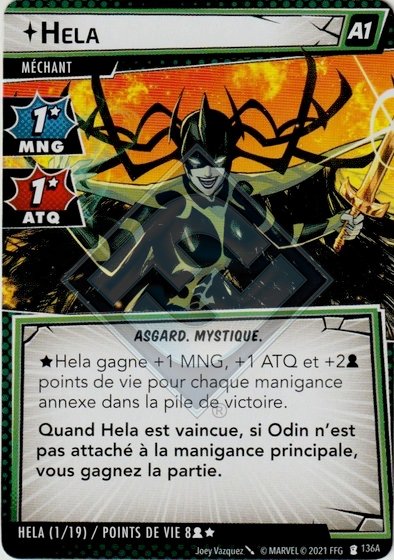 HELA
A1
MÉCHANT
1
MNG
1
ATQ
ASGARD. MYSTIQUE.
★Hela gagne +1 MNG, +1 ATQ et +2
points de vie pour chaque manigance
annexe dans la pile de victoire.
Quand Hela est vaincue, si Odin n'est
pas attaché à la manigance principale,
vous gagnez la partie.
®
HELA (1/19) / POINTS DE VIE 8★
Joey Vazquez © MARVEL © 2021 FFG 136A